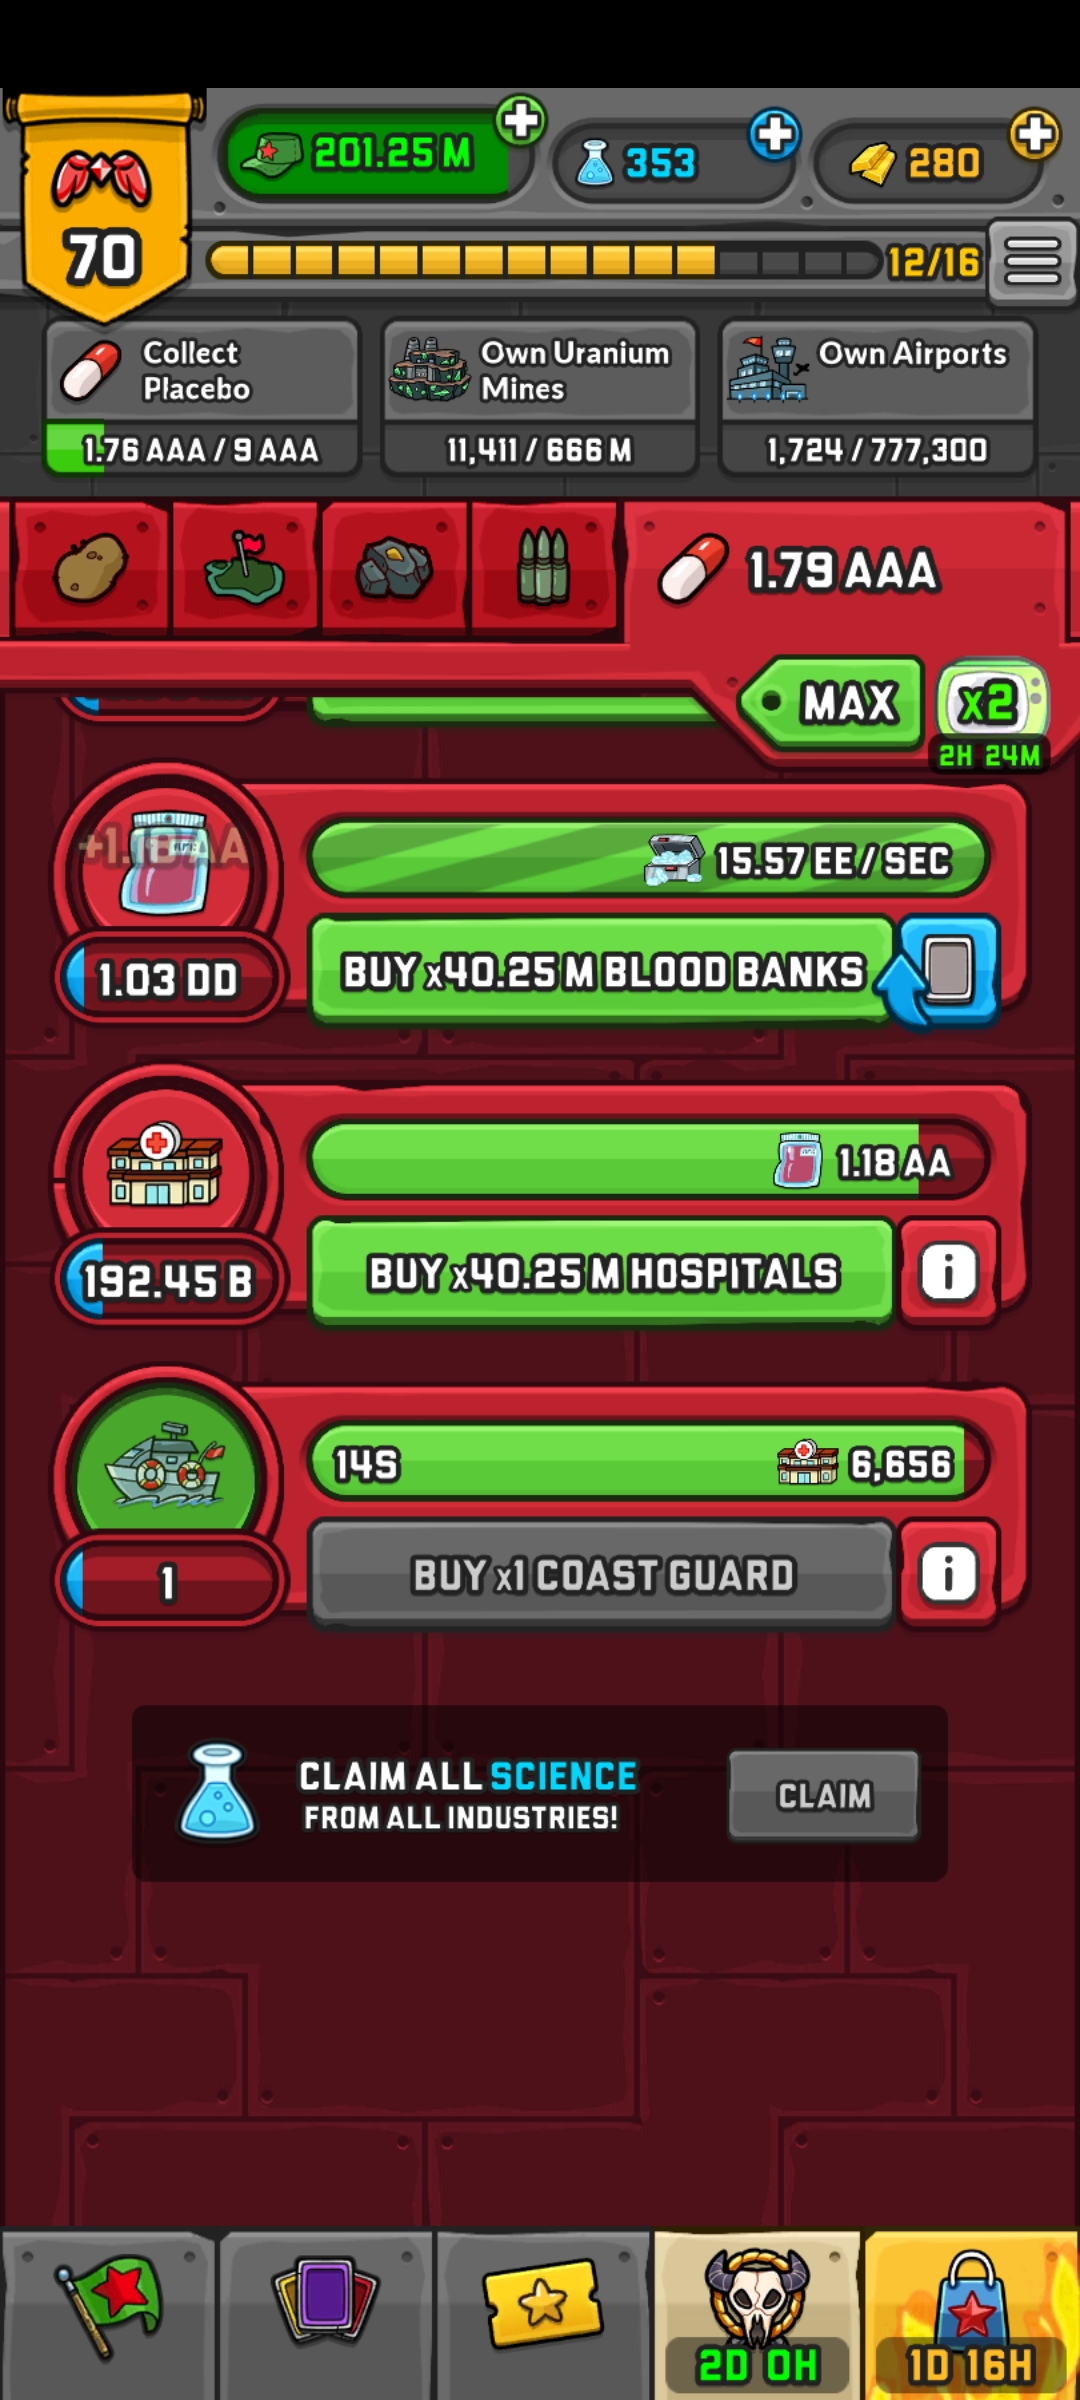 201.25 M
353
280
70
12/16
Collect
Placebo
1.76 AAA / 9 AAA
Own Uranium
Mines
11,411 / 666 M
Own Airports
1,724 / 777,300
1.79 AAA
MAX
x2
2H 24M
15.57 EE / SEC
1.03 DD
BUY x40.25 M BLOOD BANKS
1.18 AA
192.45 B
BUY x40.25 M HOSPITALS
i
14S
6,656
1
BUY x1 COAST GUARD
i
CLAIM ALL SCIENCE
FROM ALL INDUSTRIES!
CLAIM
2D 0H
1D 16H